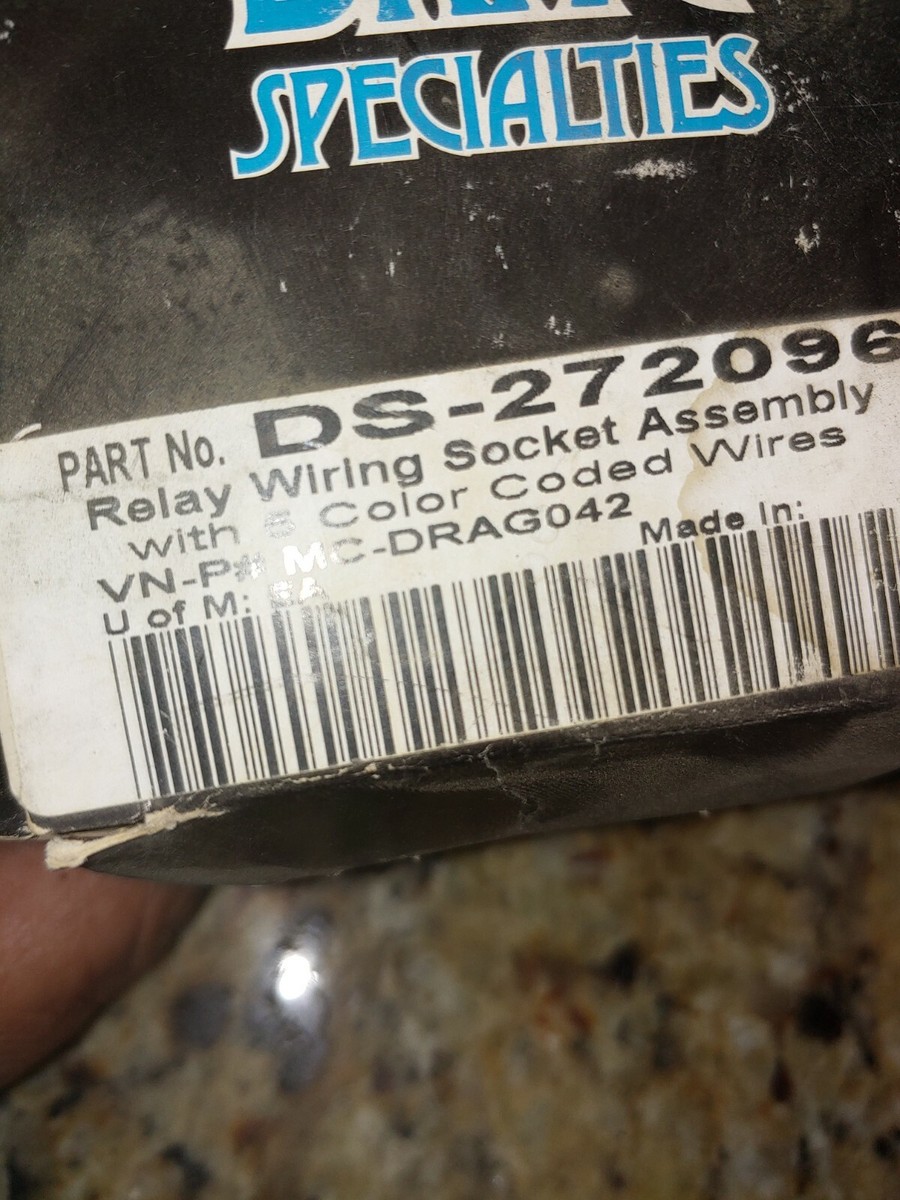 SPECIALTIES
PART No. DS-272096
Relay Wiring Socket Assembly
with 5 Color Coded Wires
VN-P# MC-DRAG042
Made In:
U of M: EA